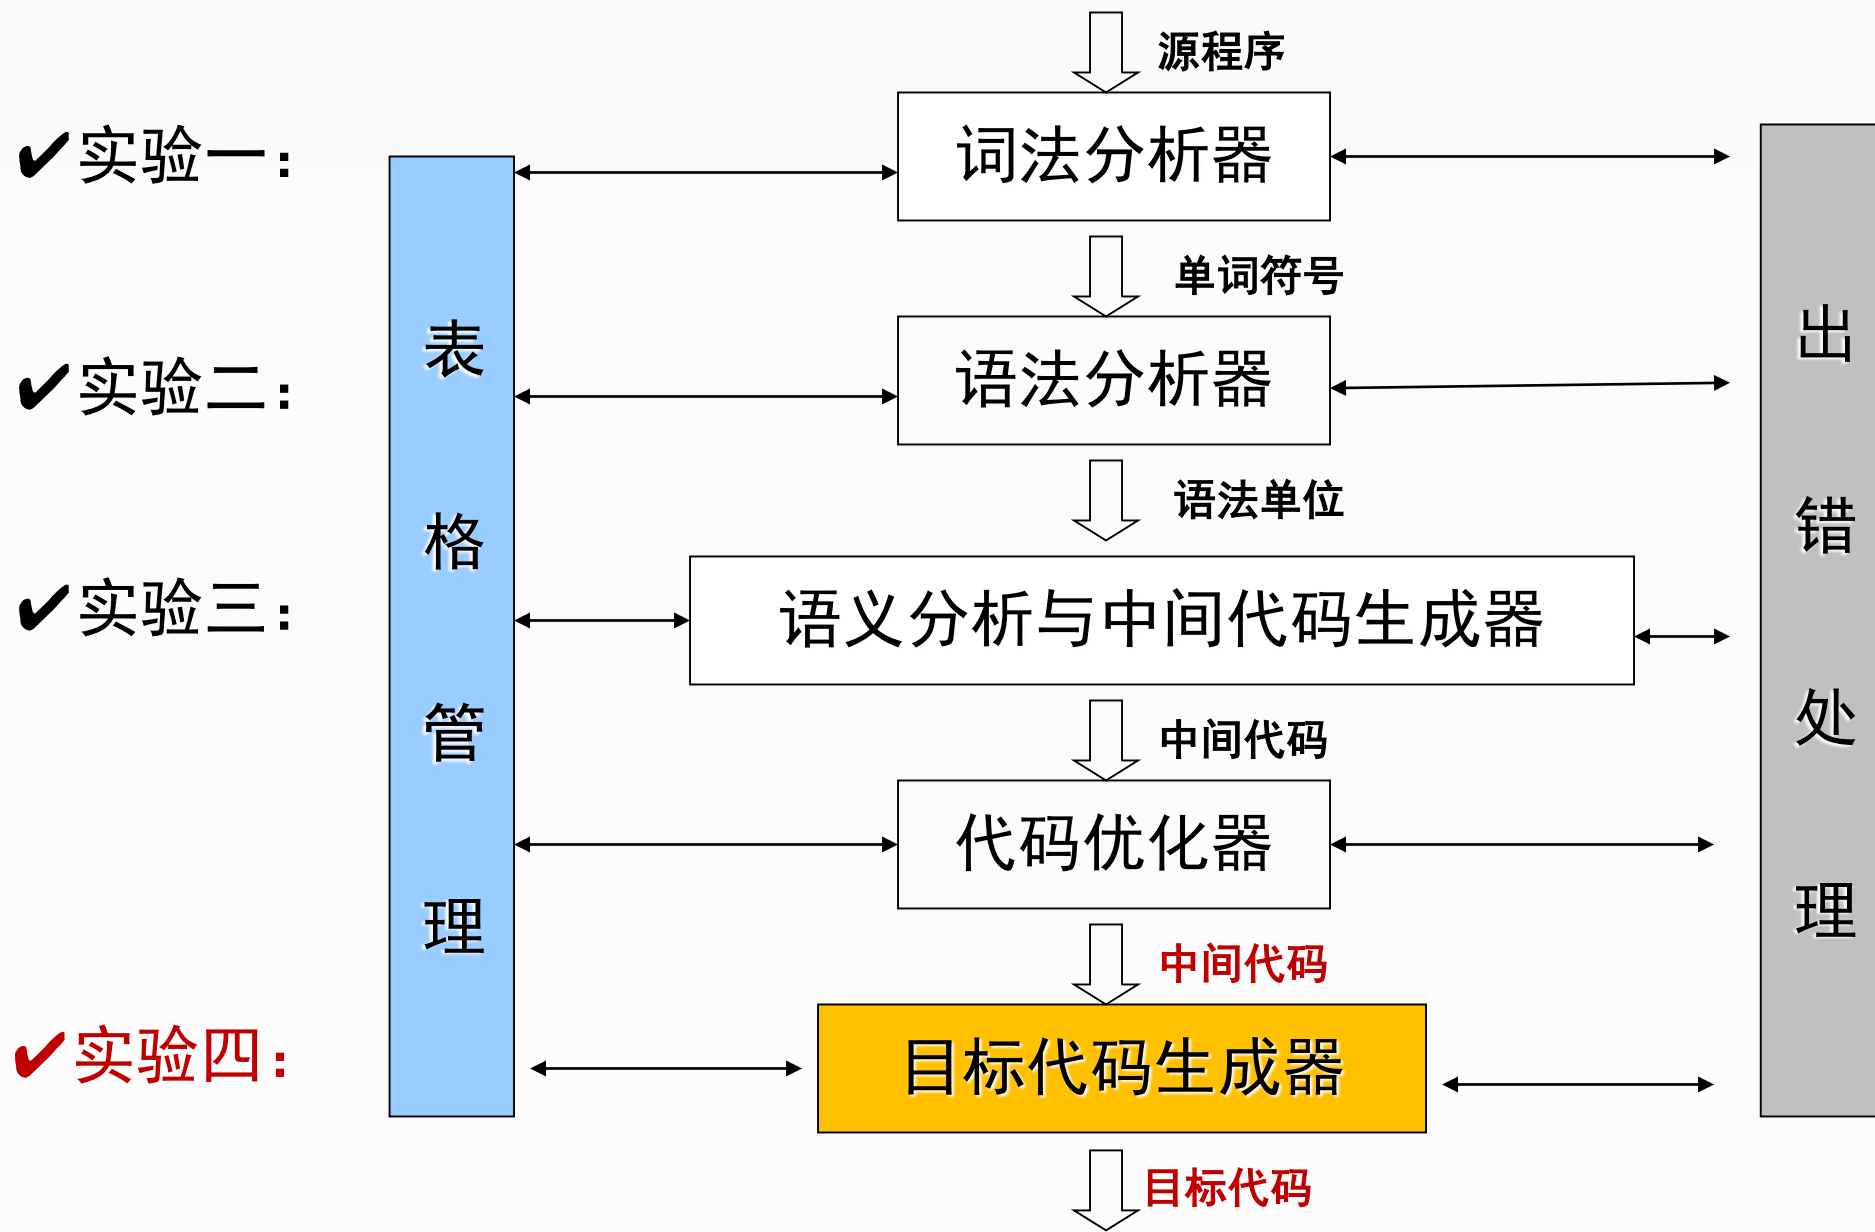 源程序
✔实验一：
词法分析器
单词符号
✔实验二：
语法分析器
语法单位
✔实验三：
语义分析与中间代码生成器
中间代码
代码优化器
中间代码
✔实验四：
目标代码生成器
目标代码
表
格
管
理
出
错
处
理